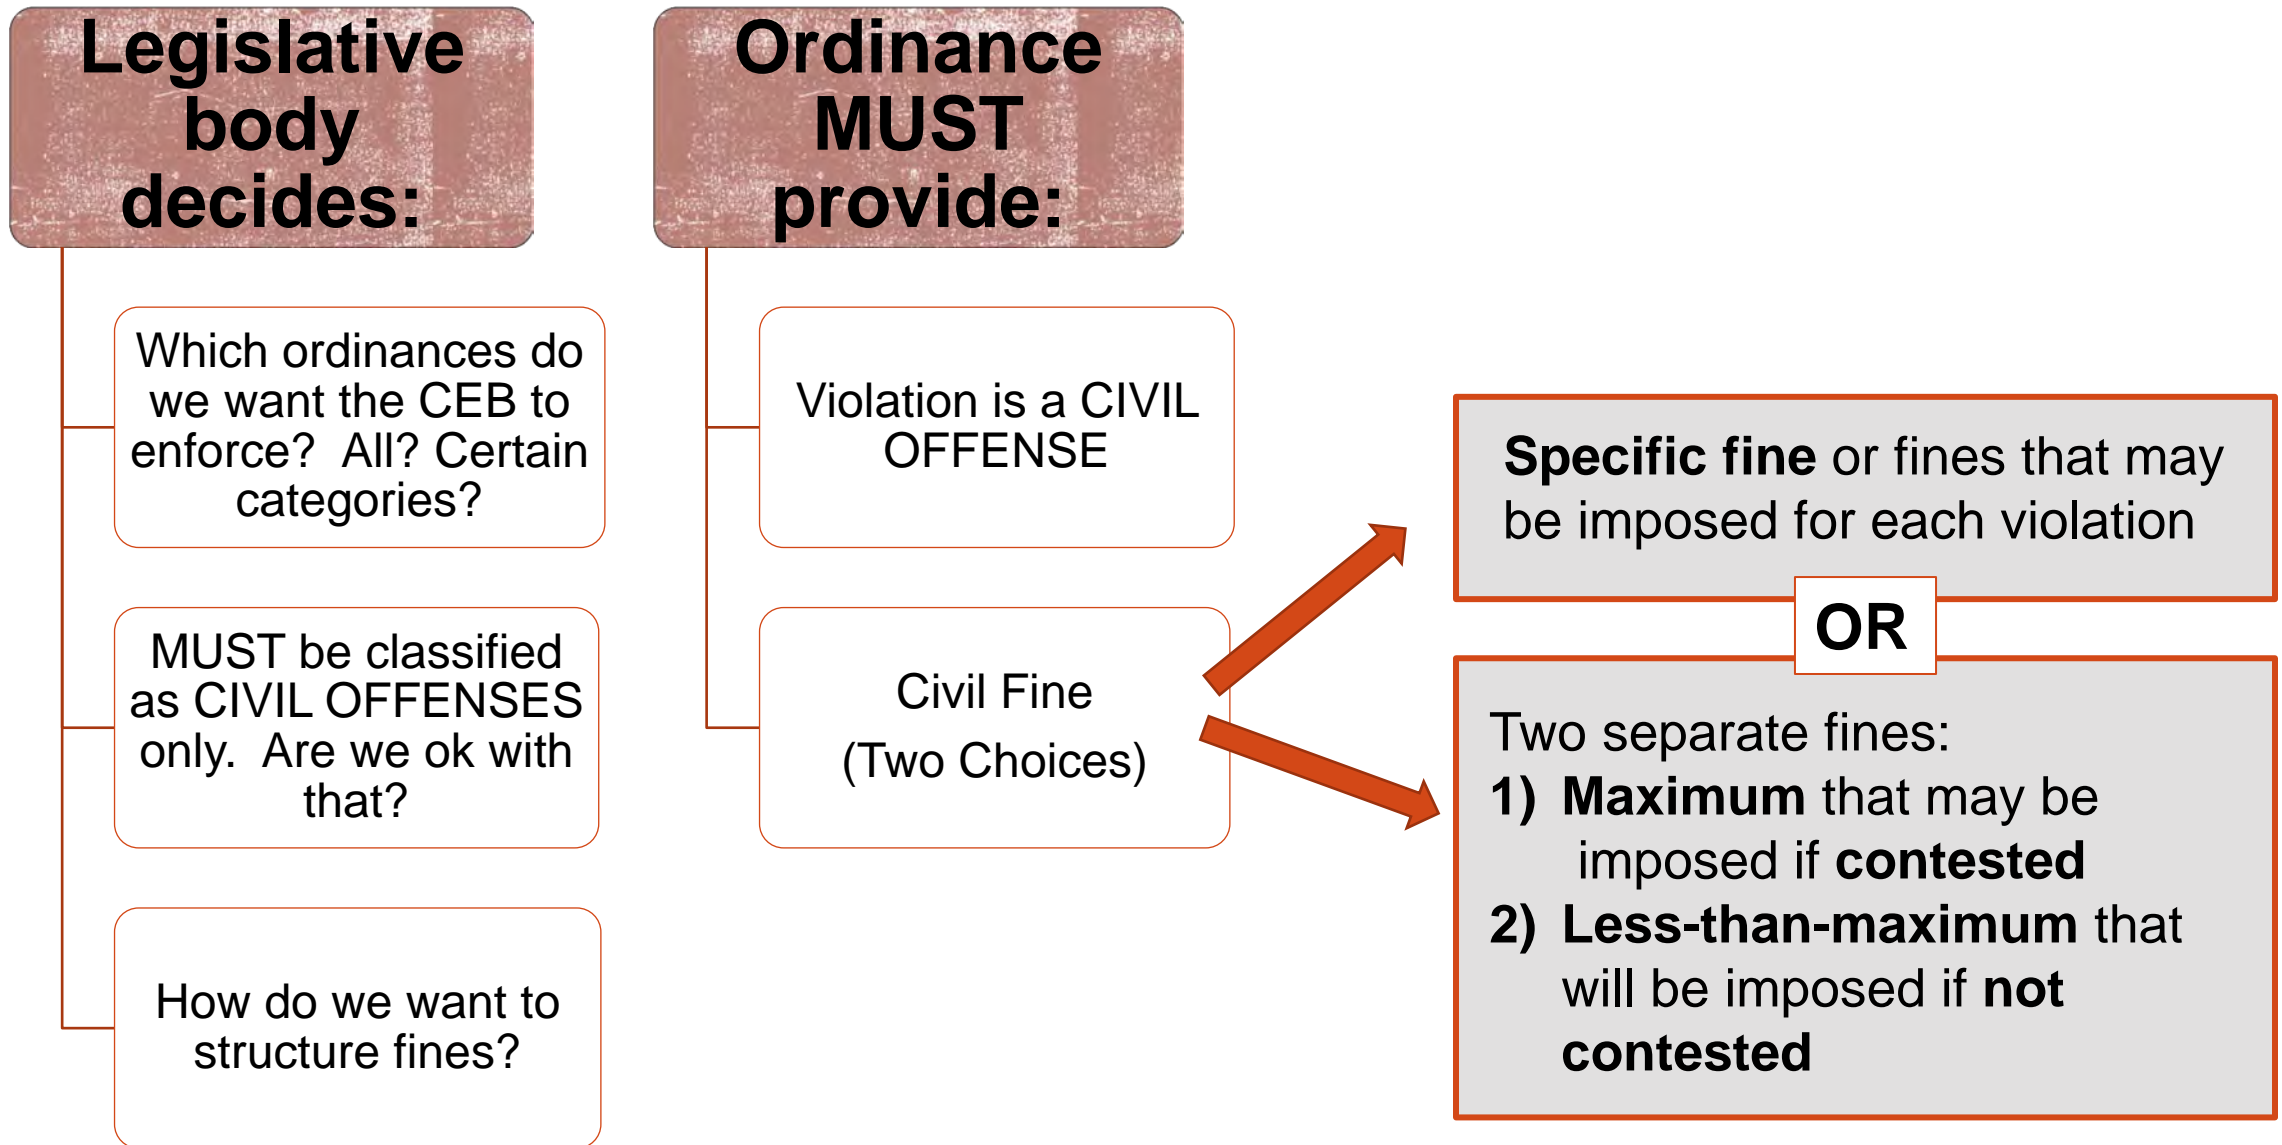 Legislative
body
decides:
Which ordinances do
we want the CEB to
enforce?  All? Certain
categories?
MUST be classified
as CIVIL OFFENSES
only.  Are we ok with
that?
How do we want to
structure fines?
Ordinance
MUST
provide:
Violation is a CIVIL
OFFENSE
Civil Fine
(Two Choices)
Specific fine or fines that may
be imposed for each violation
OR
Two separate fines:
1) Maximum that may be
imposed if contested
2) Less-than-maximum that
will be imposed if not
contested